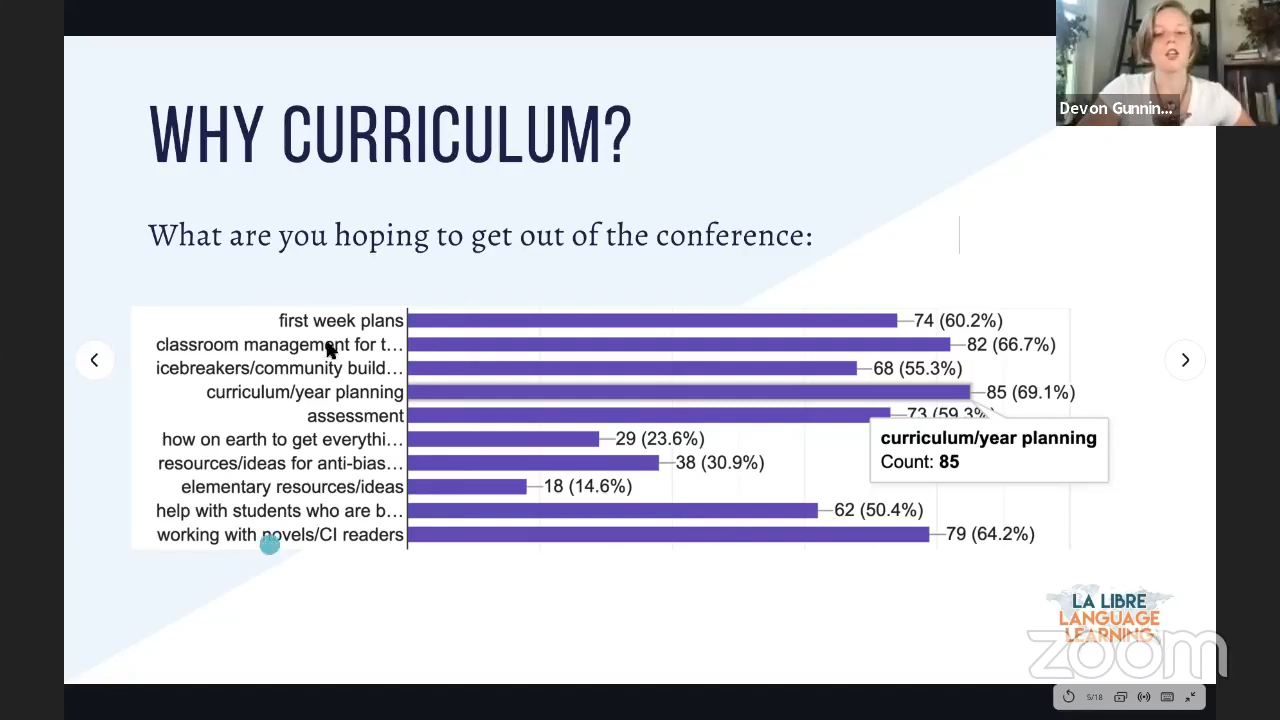 Devon Gunnin...
WHY CURRICULUM?
What are you hoping to get out of the conference:
first week plans 74 (60.2%)
classroom management for t... 82 (66.7%)
icebreakers/community build... 68 (55.3%)
curriculum/year planning 85 (69.1%)
assessment 73 (59.3%
how on earth to get everythi... 29 (23.6%)
resources/ideas for anti-bias... 38 (30.9%)
elementary resources/ideas 18 (14.6%)
help with students who are b... 62 (50.4%)
working with novels/CI readers 79 (64.2%)
curriculum/year planning
Count: 85
LA LIBRE
LANGUAGE
LEARNING
zoom
5/18